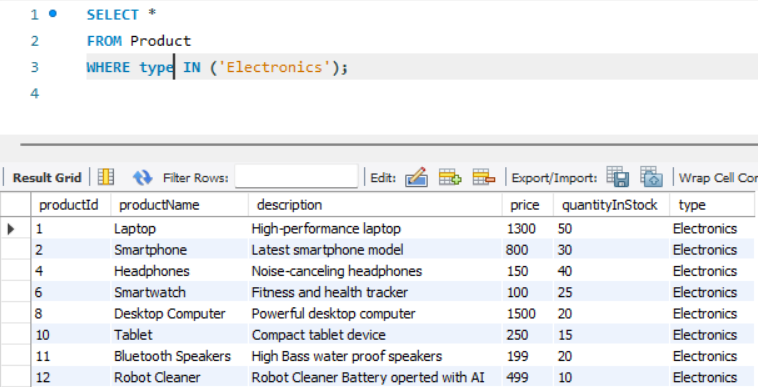 1 SELECT *
2 FROM Product
3 WHERE type IN ('Electronics');
4
Result Grid Filter Rows: Edit: Export/Import: Wrap Cell Con
productId productName description price quantityInStock type
1 Laptop High-performance laptop 1300 50 Electronics
2 Smartphone Latest smartphone model 800 30 Electronics
4 Headphones Noise-canceling headphones 150 40 Electronics
6 Smartwatch Fitness and health tracker 100 25 Electronics
8 Desktop Computer Powerful desktop computer 1500 20 Electronics
10 Tablet Compact tablet device 250 15 Electronics
11 Bluetooth Speakers High Bass water proof speakers 199 20 Electronics
12 Robot Cleaner Robot Cleaner Battery operted with AI 499 10 Electronics